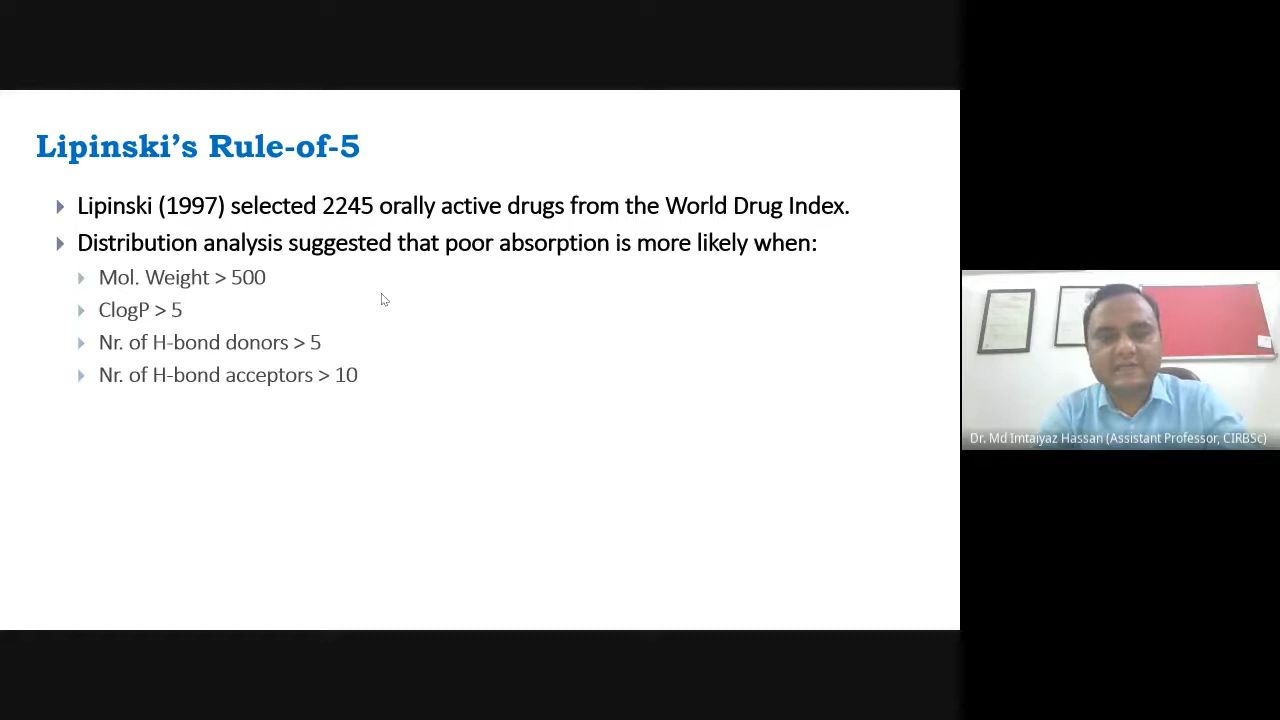 Lipinski’s Rule-of-5
Lipinski (1997) selected 2245 orally active drugs from the World Drug Index.
Distribution analysis suggested that poor absorption is more likely when:
Mol. Weight > 500
ClogP > 5
Nr. of H-bond donors > 5
Nr. of H-bond acceptors > 10
Dr. Md Imtaiyaz Hassan (Assistant Professor, CIRBSc)